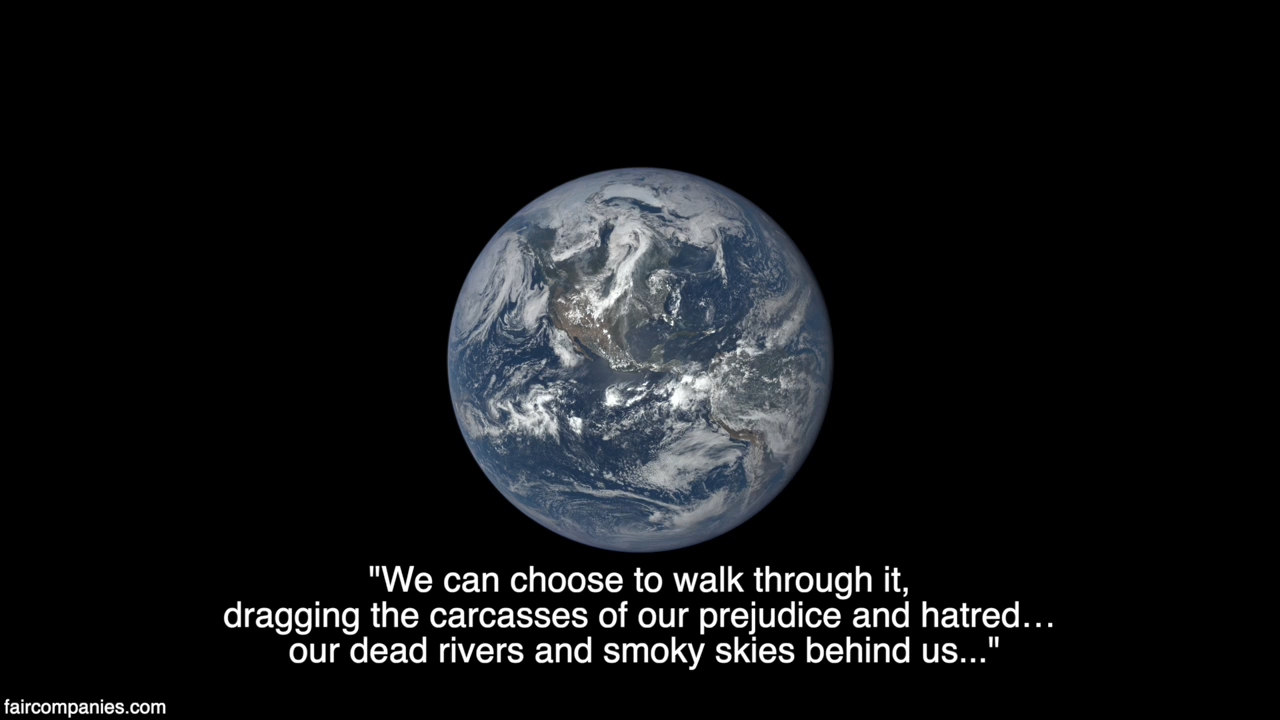 "We can choose to walk through it,
dragging the carcasses of our prejudice and hatred…
our dead rivers and smoky skies behind us..."
faircompanies.com